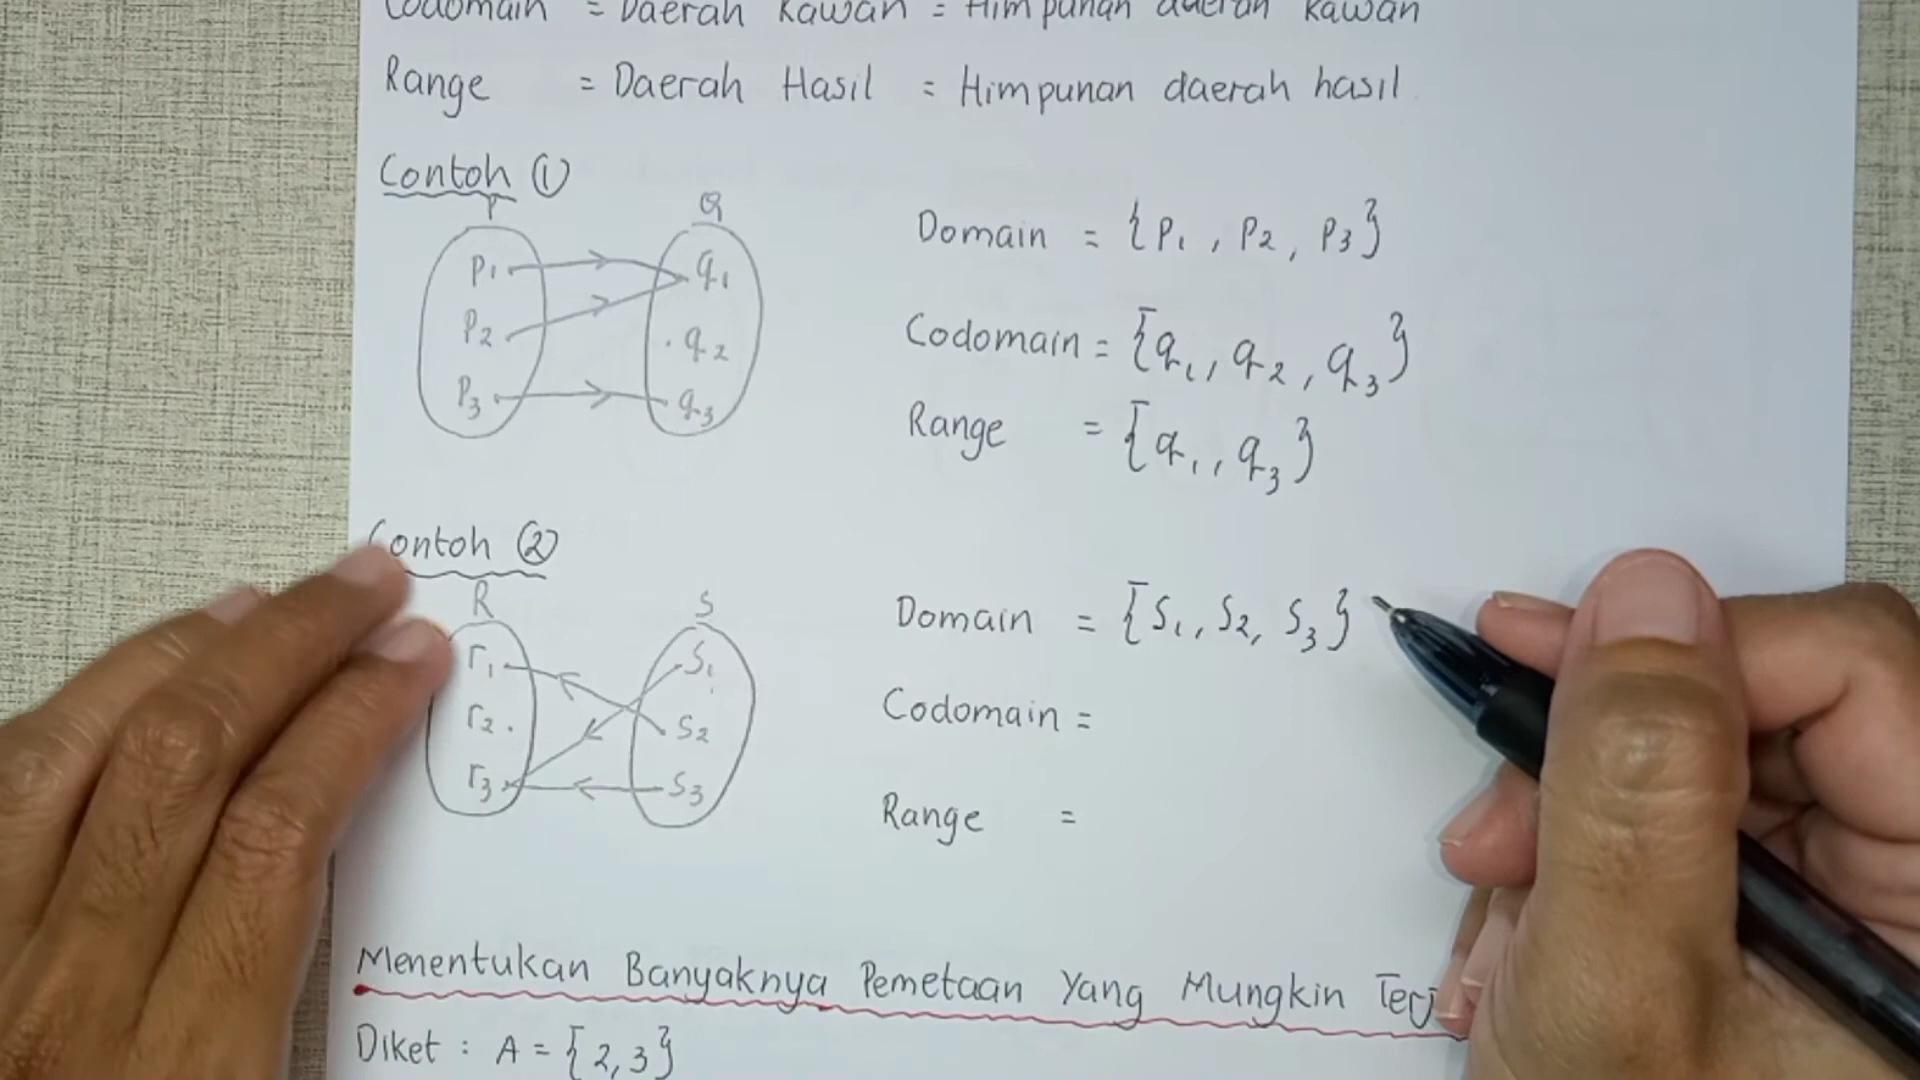 Codomain = Daerah Kawan = Himpunan daerah kawan
Range = Daerah Hasil = Himpunan daerah hasil
Contoh ①
P Q
p₁ q₁
p₂ q₂
p₃ q₃
Domain = {p₁, p₂, p₃}
Codomain = {q₁, q₂, q₃}
Range = {q₁, q₃}
Contoh ②
R S
r₁ s₁
r₂ s₂
r₃ s₃
Domain = {s₁, s₂, s₃}
Codomain =
Range =
Menentukan Banyaknya Pemetaan Yang Mungkin
Diket : A = {2,3}